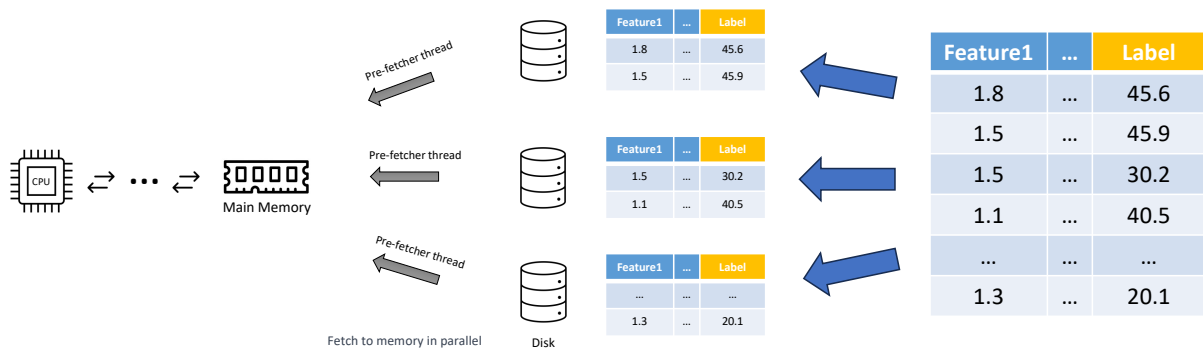 Feature1 ... Label
1.8 ... 45.6
1.5 ... 45.9
Pre-fetcher thread
Feature1 ... Label
1.8 ... 45.6
1.5 ... 45.9
1.5 ... 30.2
1.1 ... 40.5
... ... ...
1.3 ... 20.1
CPU
...
Main Memory
Pre-fetcher thread
Feature1 ... Label
1.5 ... 30.2
1.1 ... 40.5
Pre-fetcher thread
Feature1 ... Label
... ... ...
1.3 ... 20.1
Fetch to memory in parallel
Disk